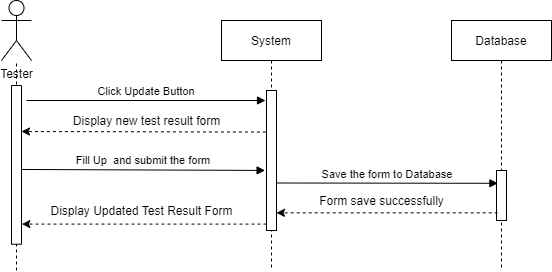 System
Database
Tester
Click Update Button
Display new test result form
Fill Up and submit the form
Save the form to Database
Form save successfully
Display Updated Test Result Form